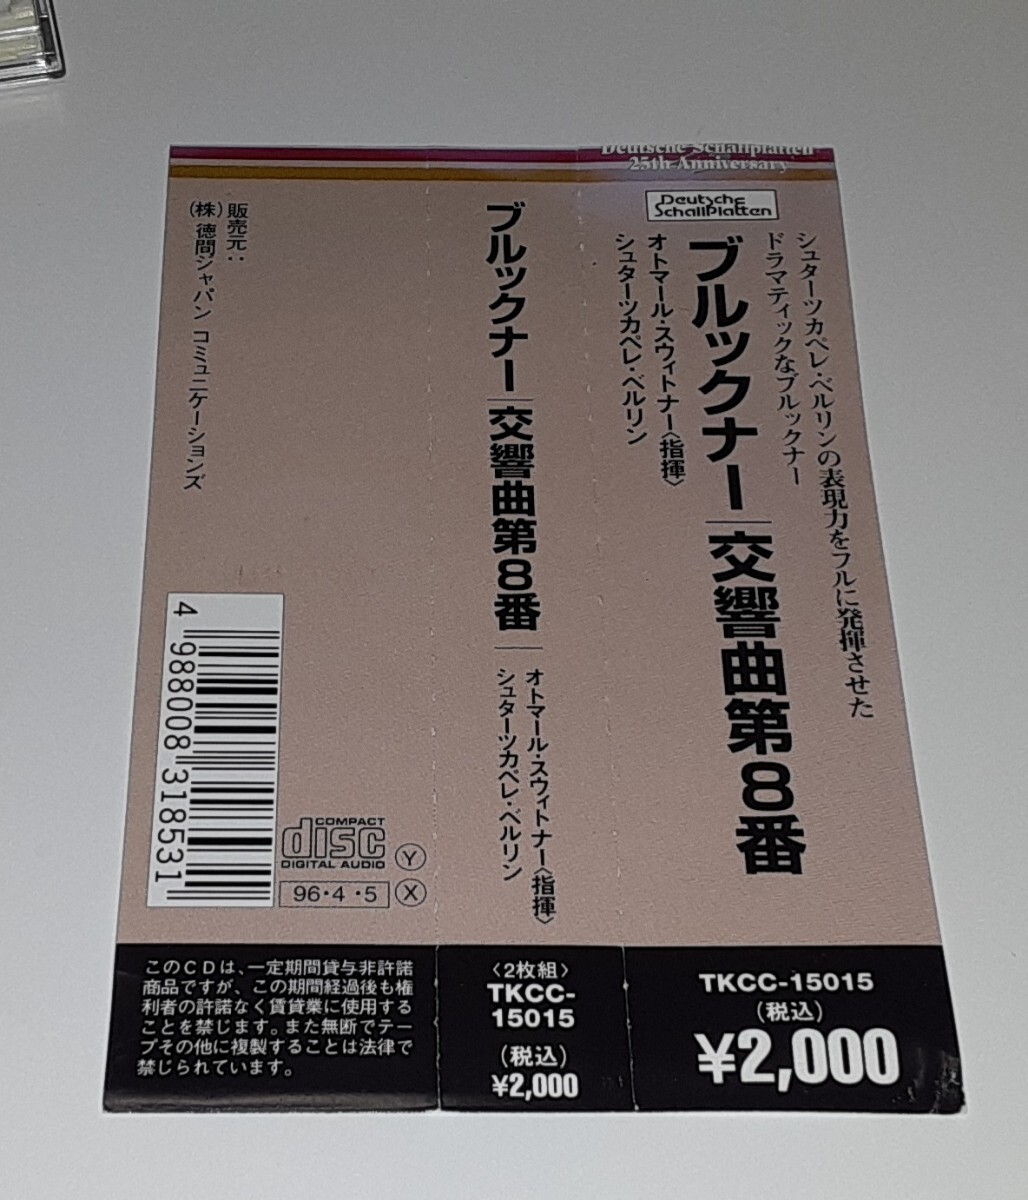 Deutsche Schallplatten
25th Anniversary
Deutsche
Schallplatten
シュターツカペレ・ベルリンの表現力をフルに発揮させた
ドラマティックなブルックナー
ブルックナー｜交響曲第8番
オトマール・スウィトナー〈指揮〉
シュターツカペレ・ベルリン
TKCC-15015
(税込)
¥2,000
ブルックナー｜交響曲第8番｜
オトマール・スウィトナー〈指揮〉
シュターツカペレ・ベルリン
〈2枚組〉
TKCC-
15015
(税込)
¥2,000
販売元：
(株)徳間ジャパン コミュニケーションズ
4 988008 318531
COMPACT
disc
DIGITAL AUDIO
Y
96・4・5
X
このCDは、一定期間貸与非許諾
商品ですが、この期間経過後も権
利者の許諾なく賃貸業に使用する
ことを禁じます。また無断でテー
プその他に複製することは法律で
禁じられています。